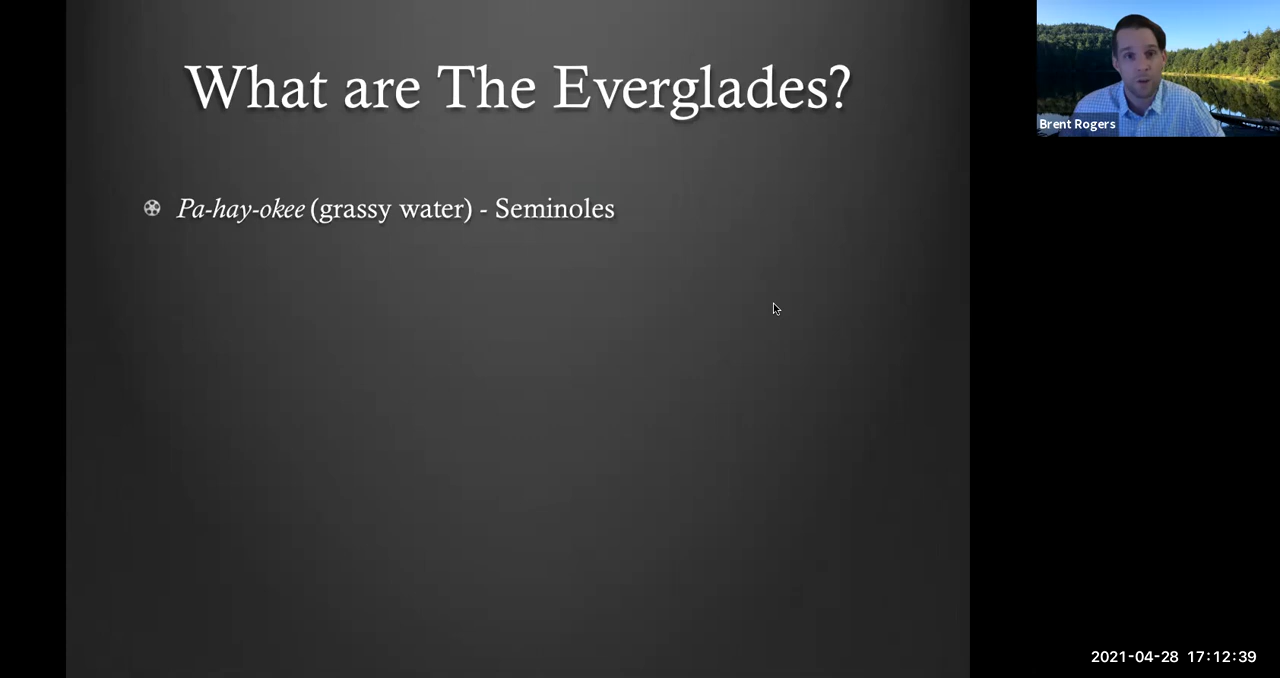 What are The Everglades?
Pa-hay-okee (grassy water) - Seminoles
Brent Rogers
2021-04-28 17:12:39